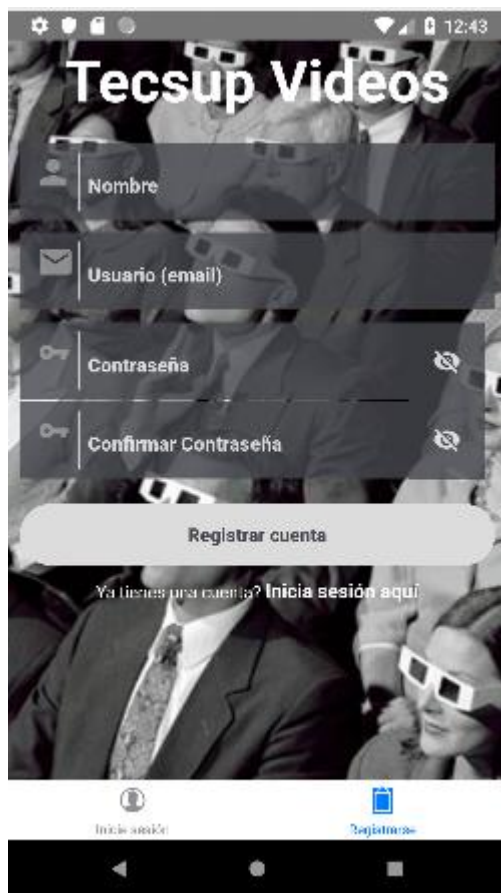 12:43
Tecsup Videos
Nombre
Usuario (email)
Contraseña
Confirmar Contraseña
Registrar cuenta
Ya tienes una cuenta? Inicia sesión aquí
Inicie sesión
Registrarse